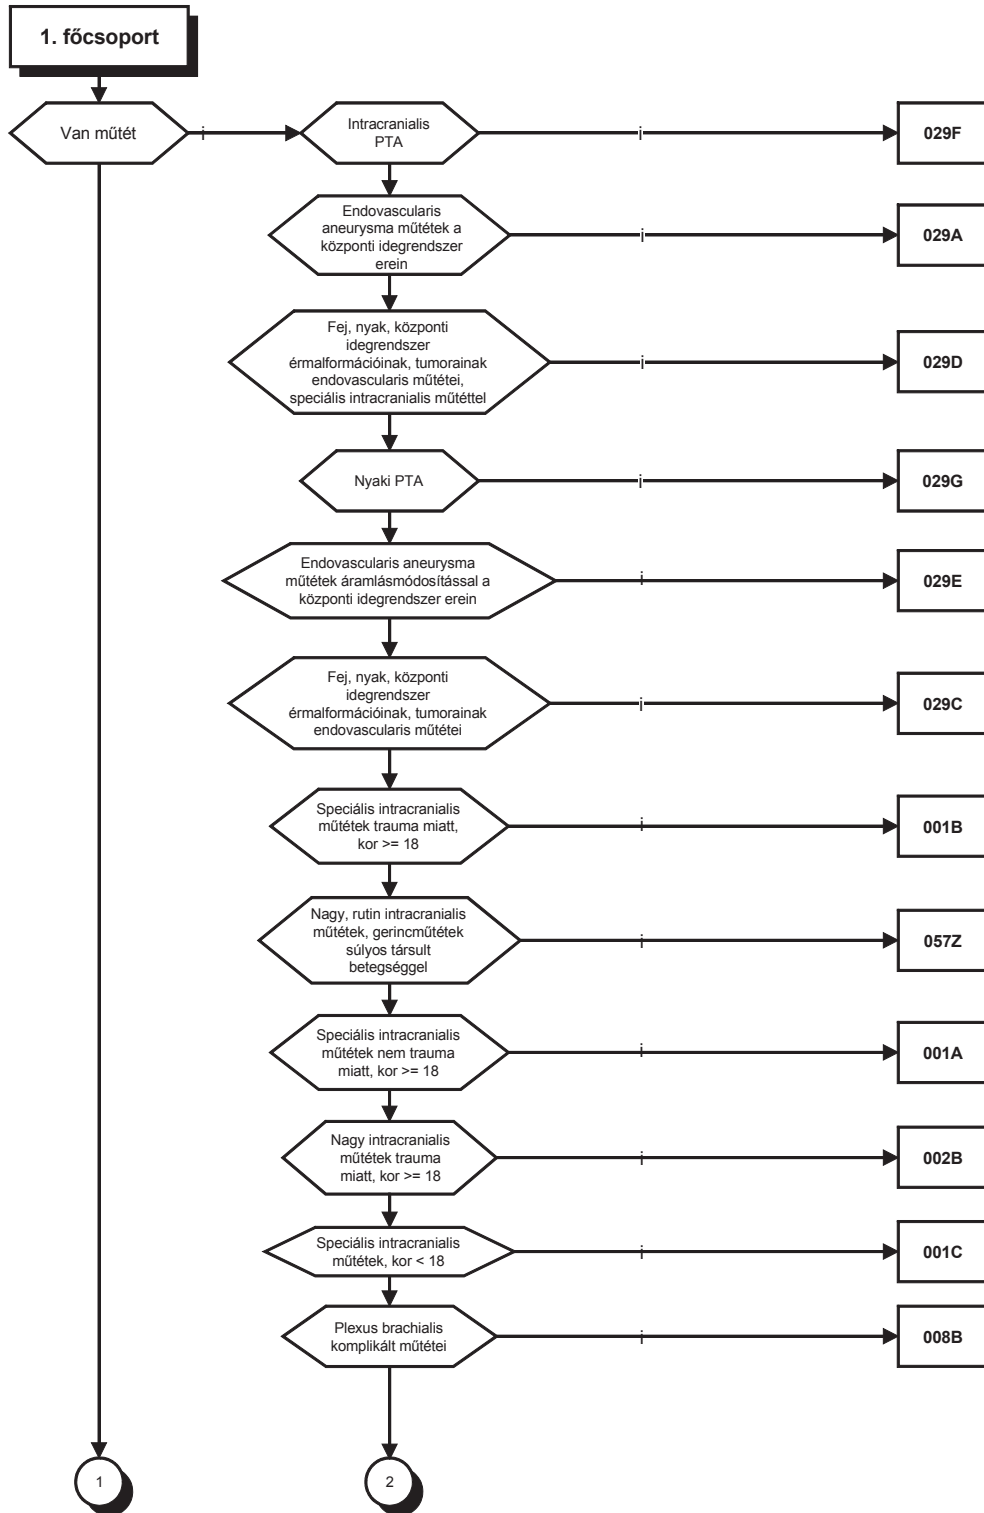 1. főcsoport
Van műtét
i
Intracranialis
PTA
i
029F
Endovascularis
aneurysma műtétek a
központi idegrendszer
erein
i
029A
Fej, nyak, központi
idegrendszer
érmalformációinak, tumorainak
endovascularis műtétei,
speciális intracranialis műtéttel
i
029D
Nyaki PTA
i
029G
Endovascularis aneurysma
műtétek áramlásmódosítással a
központi idegrendszer erein
i
029E
Fej, nyak, központi
idegrendszer
érmalformációinak, tumorainak
endovascularis műtétei
i
029C
Speciális intracranialis
műtétek trauma miatt,
kor >= 18
i
001B
Nagy, rutin intracranialis
műtétek, gerincműtétek
súlyos társult
betegséggel
i
057Z
Speciális intracranialis
műtétek nem trauma
miatt, kor >= 18
i
001A
Nagy intracranialis
műtétek trauma
miatt, kor >= 18
i
002B
Speciális intracranialis
műtétek, kor < 18
i
001C
Plexus brachialis
komplikált műtétei
i
008B
1
2